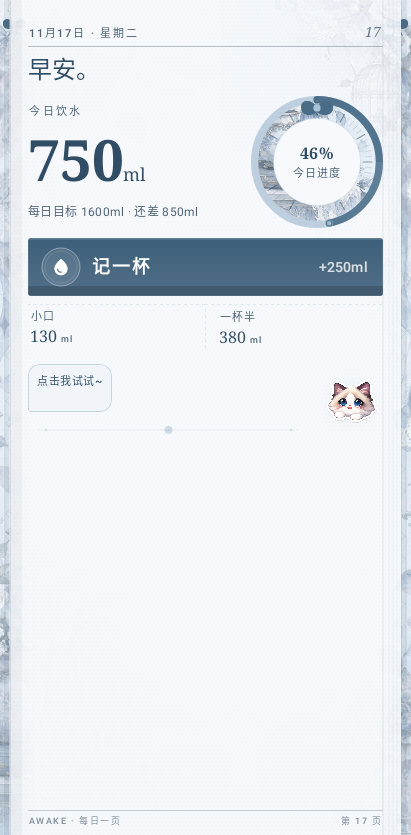 11月17日 · 星期二
17
早安。
今日饮水
750ml
46%
今日进度
每日目标 1600ml · 还差 850ml
记一杯
+250ml
小口
130 ml
一杯半
380 ml
点击我试试~
AWAKE · 每日一页
第 17 页